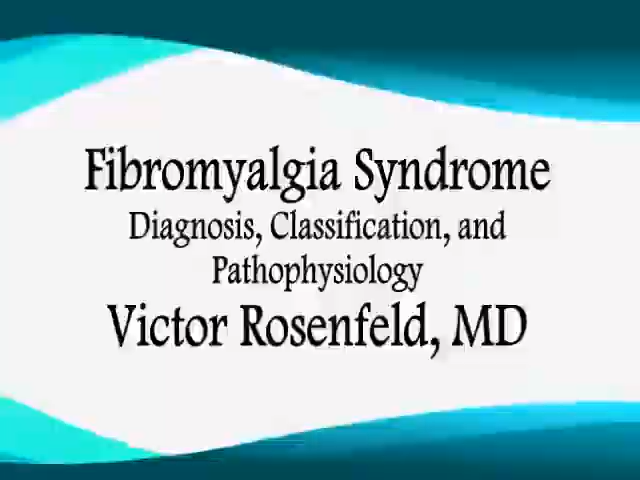 Fibromyalgia Syndrome
Diagnosis, Classification, and
Pathophysiology
Victor Rosenfeld, MD